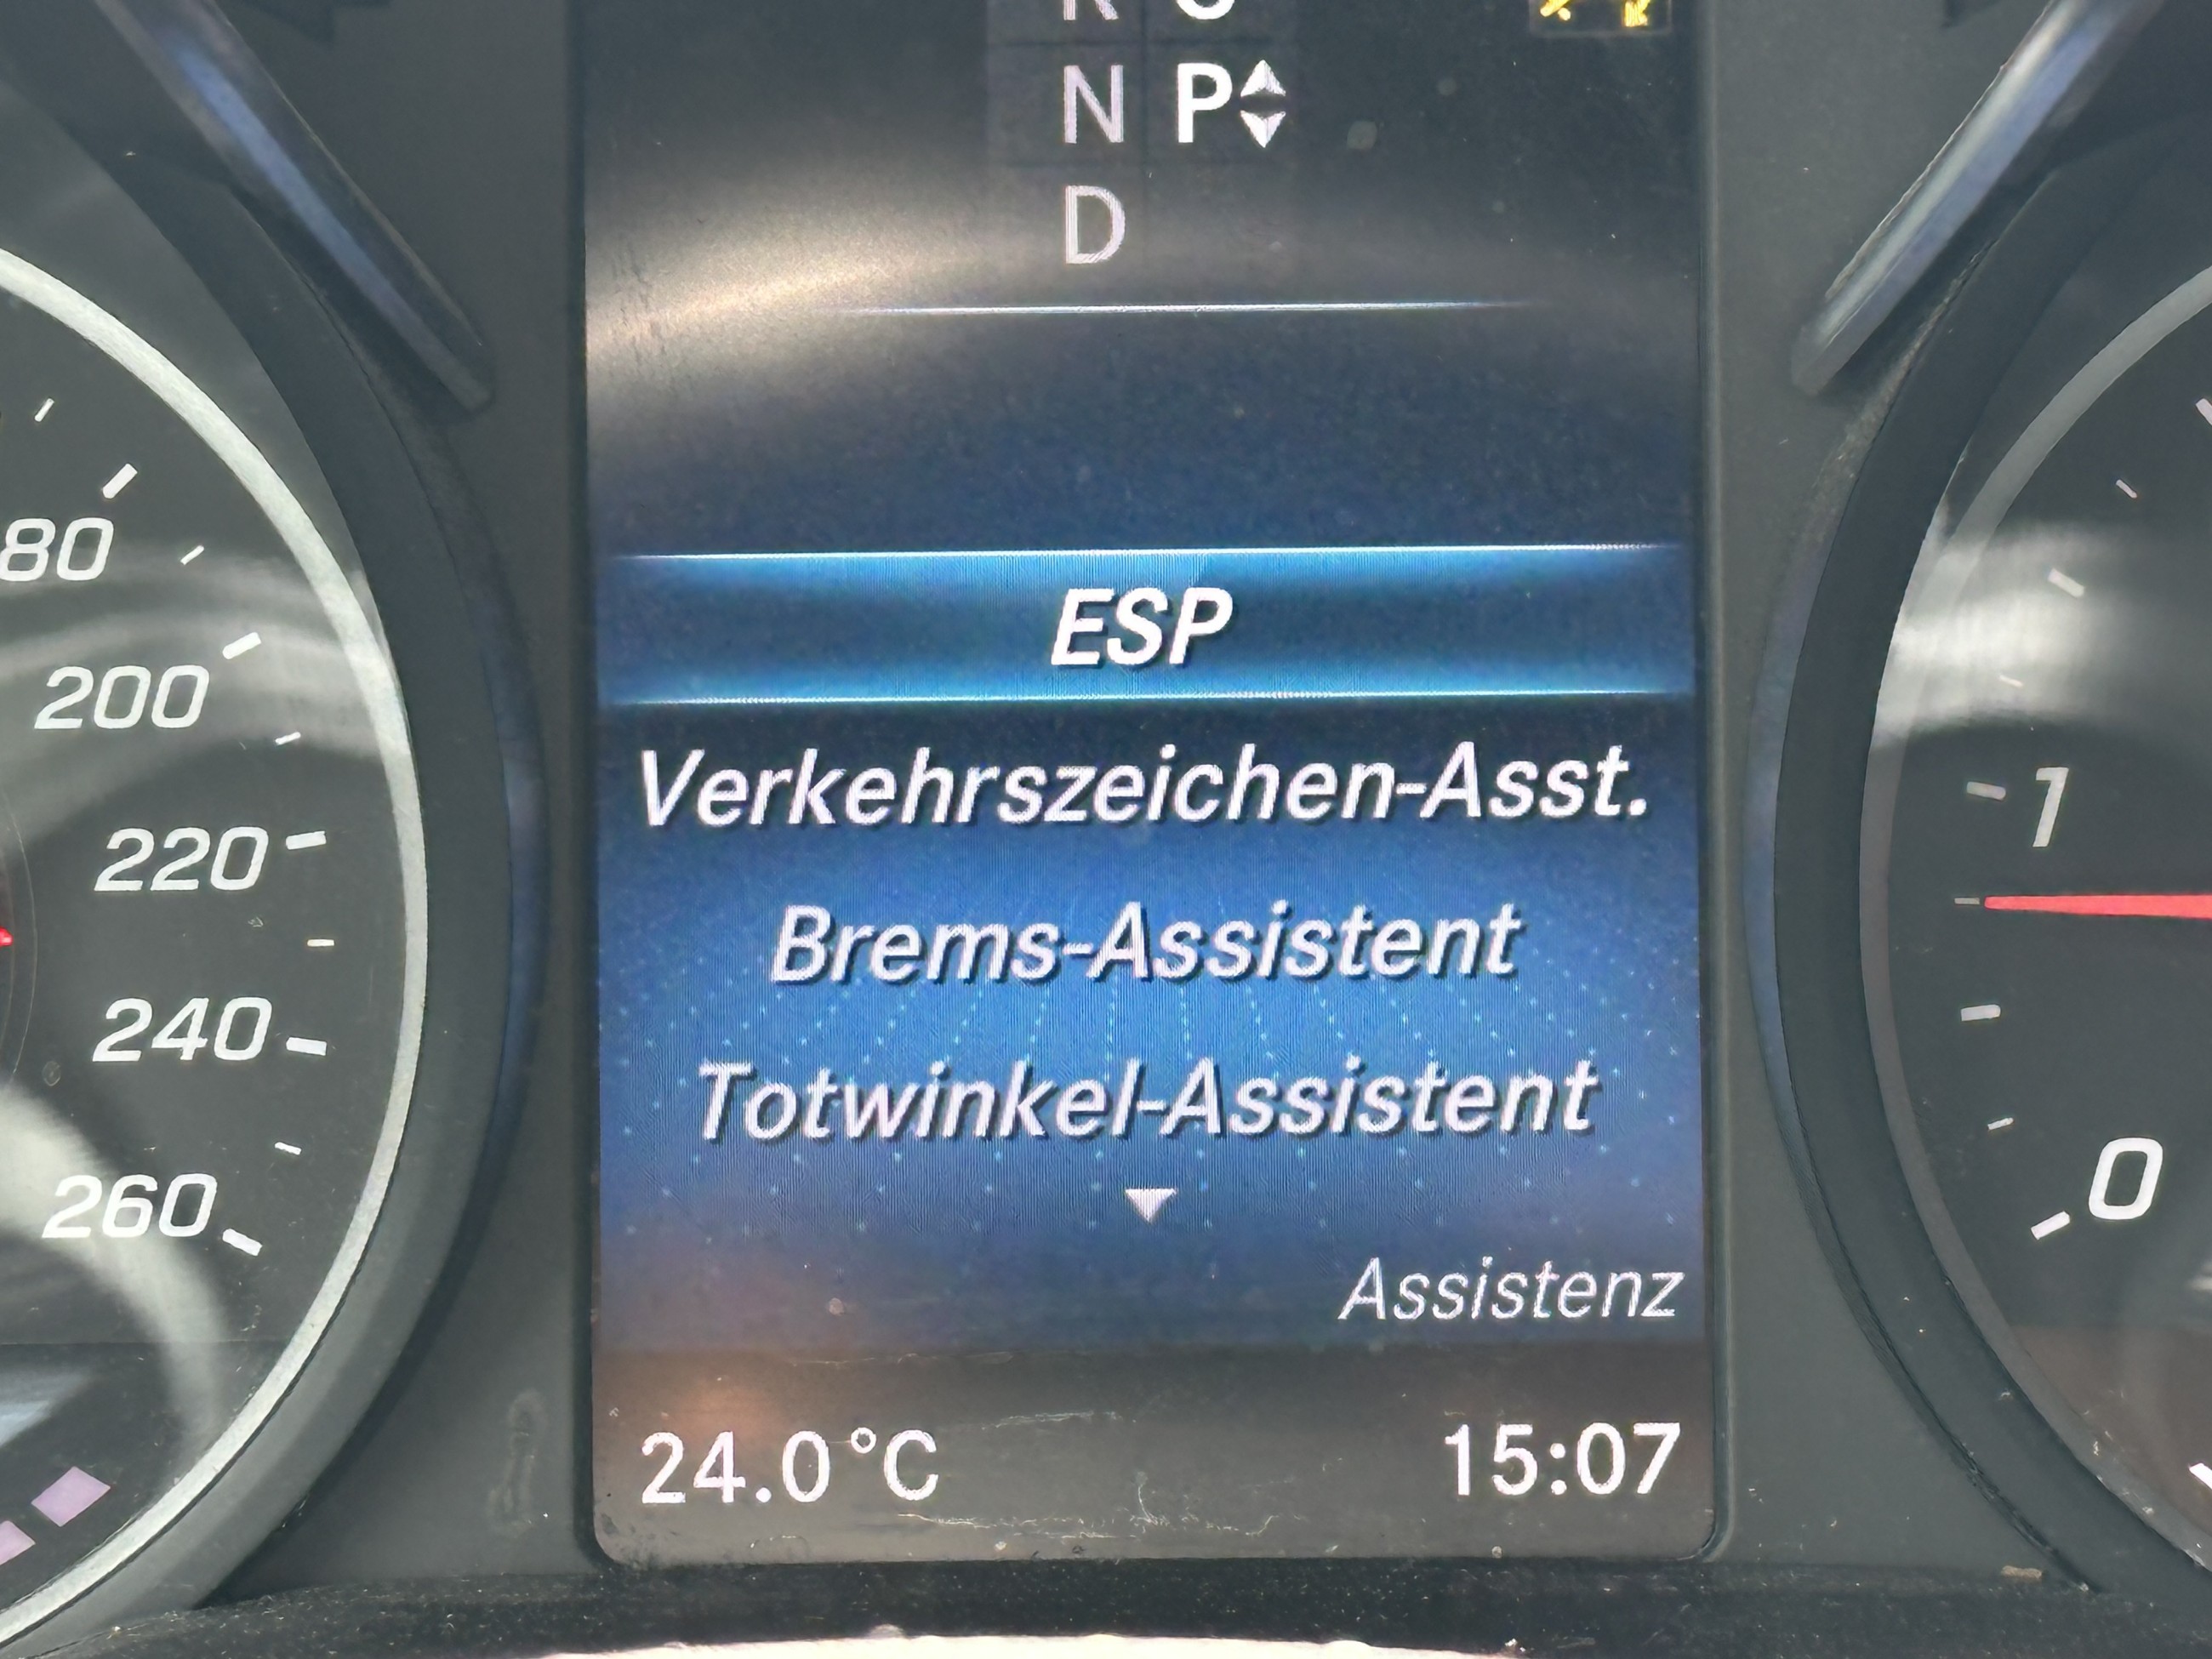 N P
D
ESP
Verkehrszeichen-Asst.
Brems-Assistent
Totwinkel-Assistent
Assistenz
24.0°C 15:07
80
200
220
240
260
1
0